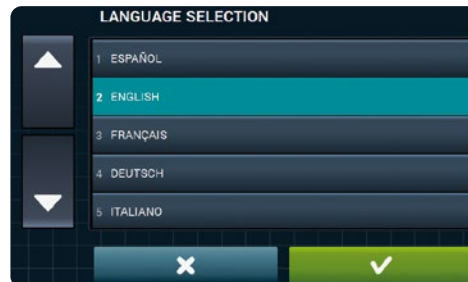 LANGUAGE SELECTION
1 ESPAÑOL
2 ENGLISH
3 FRANÇAIS
4 DEUTSCH
5 ITALIANO